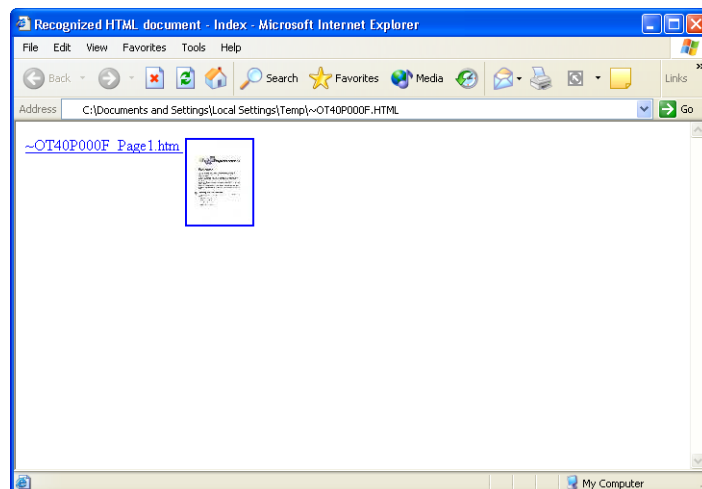 Recognized HTML document - Index - Microsoft Internet Explorer
File Edit View Favorites Tools Help
Back Search Favorites Media Links »
Address C:\Documents and Settings\Local Settings\Temp\~OT40P000F.HTML Go
~OT40P000F_Page1.htm
My Computer